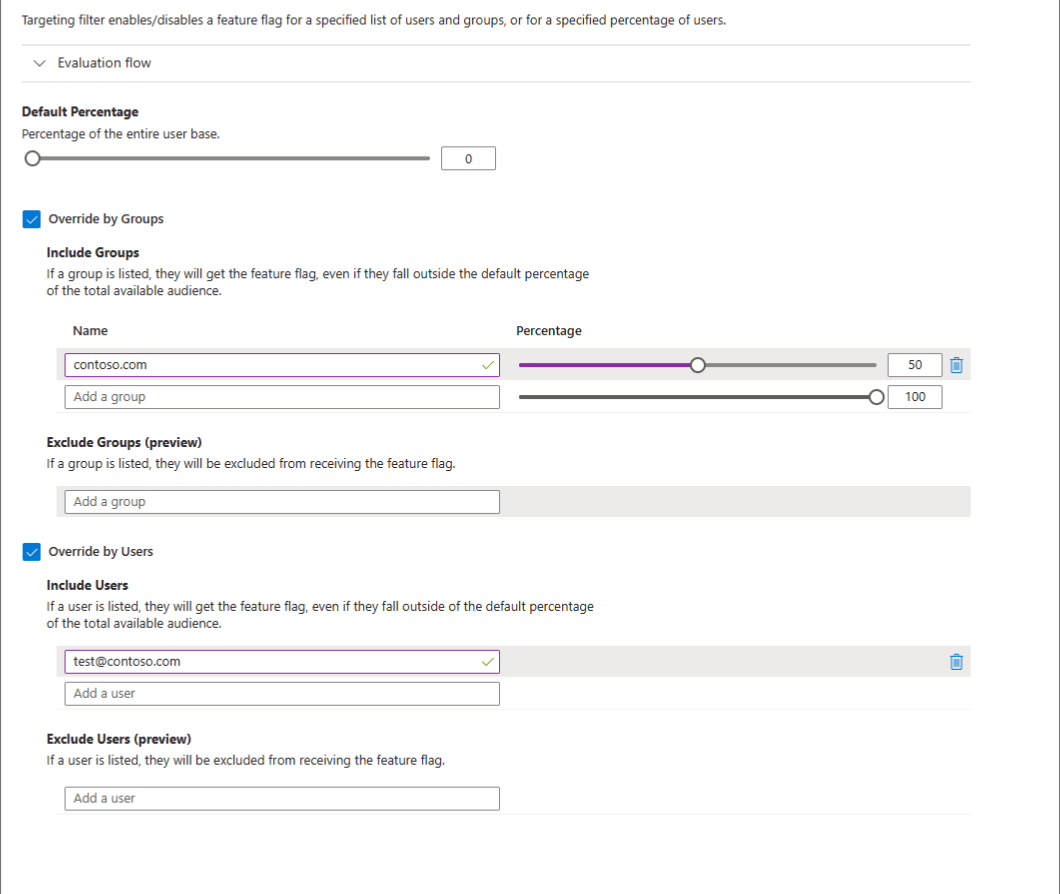 Targeting filter enables/disables a feature flag for a specified list of users and groups, or for a specified percentage of users.
Evaluation flow
Default Percentage
Percentage of the entire user base.
0
Override by Groups
Include Groups
If a group is listed, they will get the feature flag, even if they fall outside the default percentage
of the total available audience.
Name Percentage
contoso.com 50
Add a group 100
Exclude Groups (preview)
If a group is listed, they will be excluded from receiving the feature flag.
Add a group
Override by Users
Include Users
If a user is listed, they will get the feature flag, even if they fall outside of the default percentage
of the total available audience.
test@contoso.com
Add a user
Exclude Users (preview)
If a user is listed, they will be excluded from receiving the feature flag.
Add a user